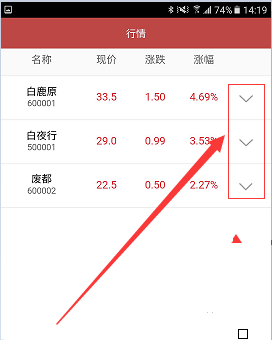 74% 14:19
行情
名称 现价 涨跌 涨幅
白鹿原 33.5 1.50 4.69%
600001
白夜行 29.0 0.99 3.53%
500001
废都 22.5 0.50 2.27%
600002